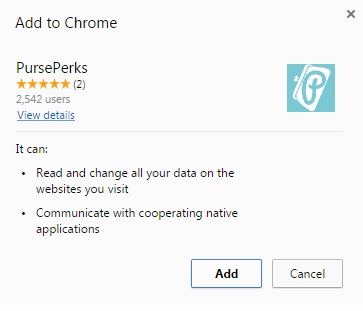 Add to Chrome
PursePerks
(2)
2,542 users
View details
It can:
• Read and change all your data on the
websites you visit
• Communicate with cooperating native
applications
Add
Cancel